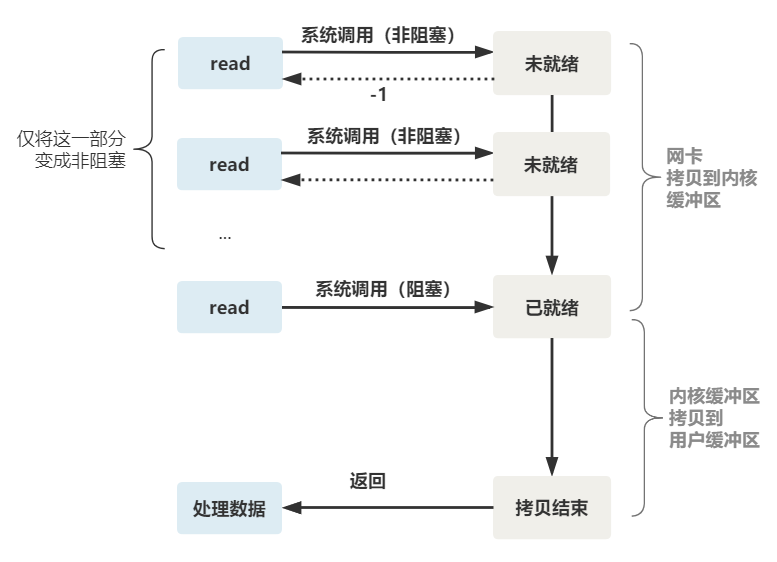 系统调用（非阻塞）
read
未就绪
-1
仅将这一部分
变成非阻塞
系统调用（非阻塞）
read
未就绪
网卡
拷贝到内核
缓冲区
...
系统调用（阻塞）
read
已就绪
内核缓冲区
拷贝到
用户缓冲区
返回
处理数据
拷贝结束